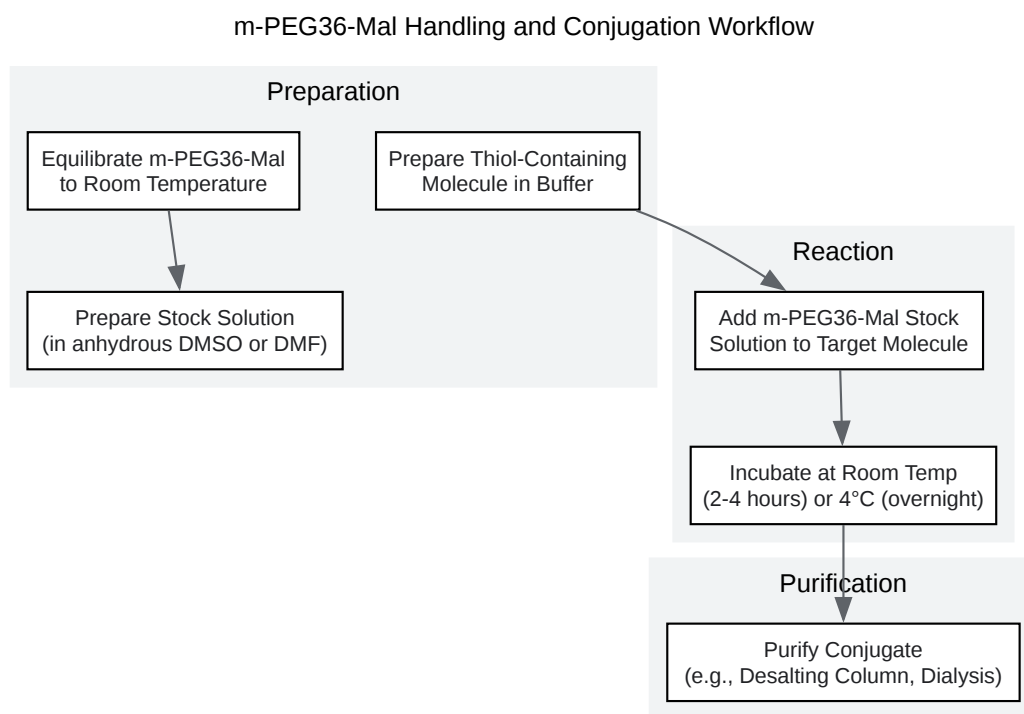 m-PEG36-Mal Handling and Conjugation Workflow
Preparation
Equilibrate m-PEG36-Mal
to Room Temperature
Prepare Thiol-Containing
Molecule in Buffer
Prepare Stock Solution
(in anhydrous DMSO or DMF)
Reaction
Add m-PEG36-Mal Stock
Solution to Target Molecule
Incubate at Room Temp
(2-4 hours) or 4°C (overnight)
Purification
Purify Conjugate
(e.g., Desalting Column, Dialysis)